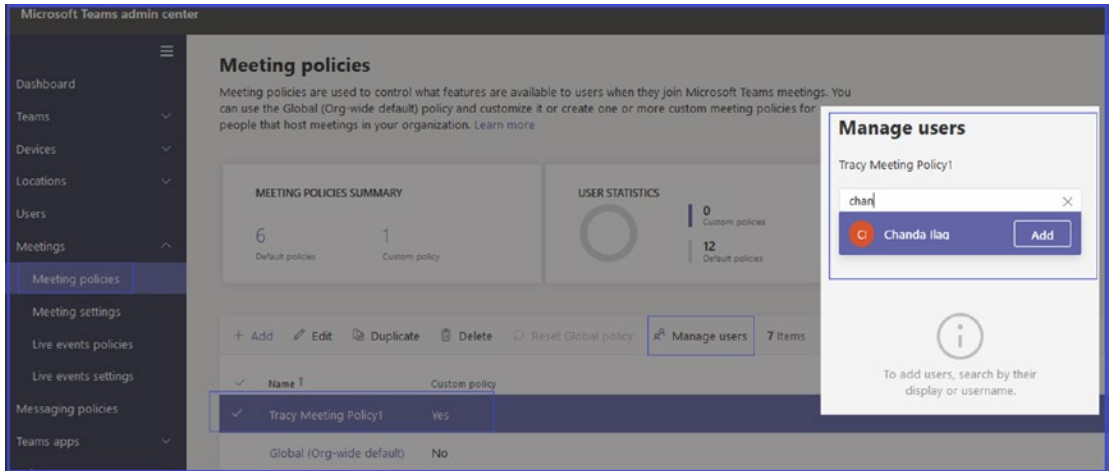 Microsoft Teams admin center
Dashboard
Teams
Devices
Locations
Users
Meetings
Meeting policies
Meeting settings
Live events policies
Live events settings
Messaging policies
Teams apps
Meeting policies
Meeting policies are used to control what features are available to users when they join Microsoft Teams meetings. You
can use the Global (Org-wide default) policy and customize it or create one or more custom meeting policies for
people that host meetings in your organization. Learn more
MEETING POLICIES SUMMARY
6
Default policies
1
Custom policy
USER STATISTICS
0
Custom policies
12
Default policies
+ Add Edit Duplicate Delete Reset Global policy Manage users 7 Items
Name ↑ Custom policy
Tracy Meeting Policy1 Yes
Global (Org-wide default) No
Manage users
Tracy Meeting Policy1
chan
CI Chanda Ilag Add
To add users, search by their
display or username.